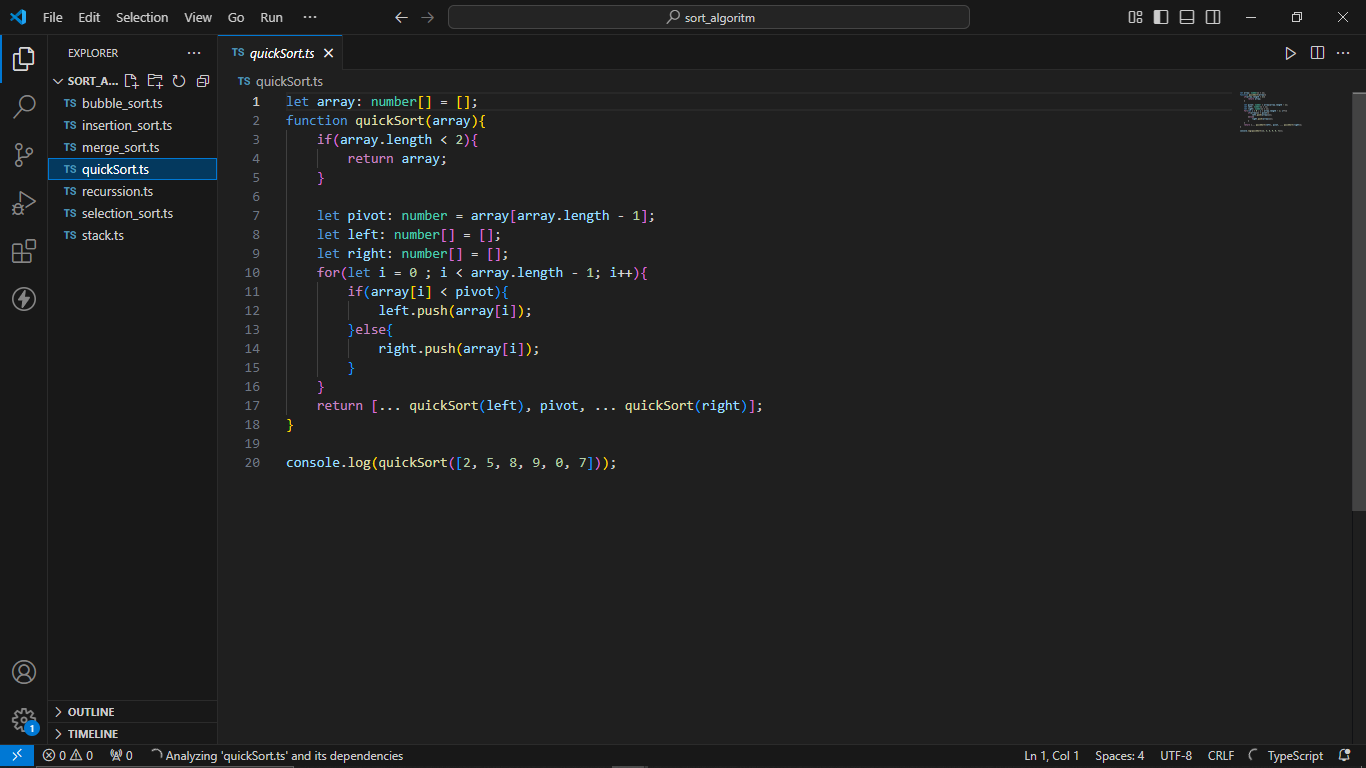 File Edit Selection View Go Run ···
sort_algoritm
EXPLORER
SORT_A...
TS bubble_sort.ts
TS insertion_sort.ts
TS merge_sort.ts
TS quickSort.ts
TS recurssion.ts
TS selection_sort.ts
TS stack.ts
OUTLINE
TIMELINE
TS quickSort.ts
TS quickSort.ts
1 let array: number[] = [];
2 function quickSort(array){
3     if(array.length < 2){
4         return array;
5     }
6
7     let pivot: number = array[array.length - 1];
8     let left: number[] = [];
9     let right: number[] = [];
10     for(let i = 0 ; i < array.length - 1; i++){
11         if(array[i] < pivot){
12             left.push(array[i]);
13         }else{
14             right.push(array[i]);
15         }
16     }
17     return [... quickSort(left), pivot, ... quickSort(right)];
18 }
19
20 console.log(quickSort([2, 5, 8, 9, 0, 7]));
1
0 0 0 Analyzing 'quickSort.ts' and its dependencies Ln 1, Col 1 Spaces: 4 UTF-8 CRLF TypeScript